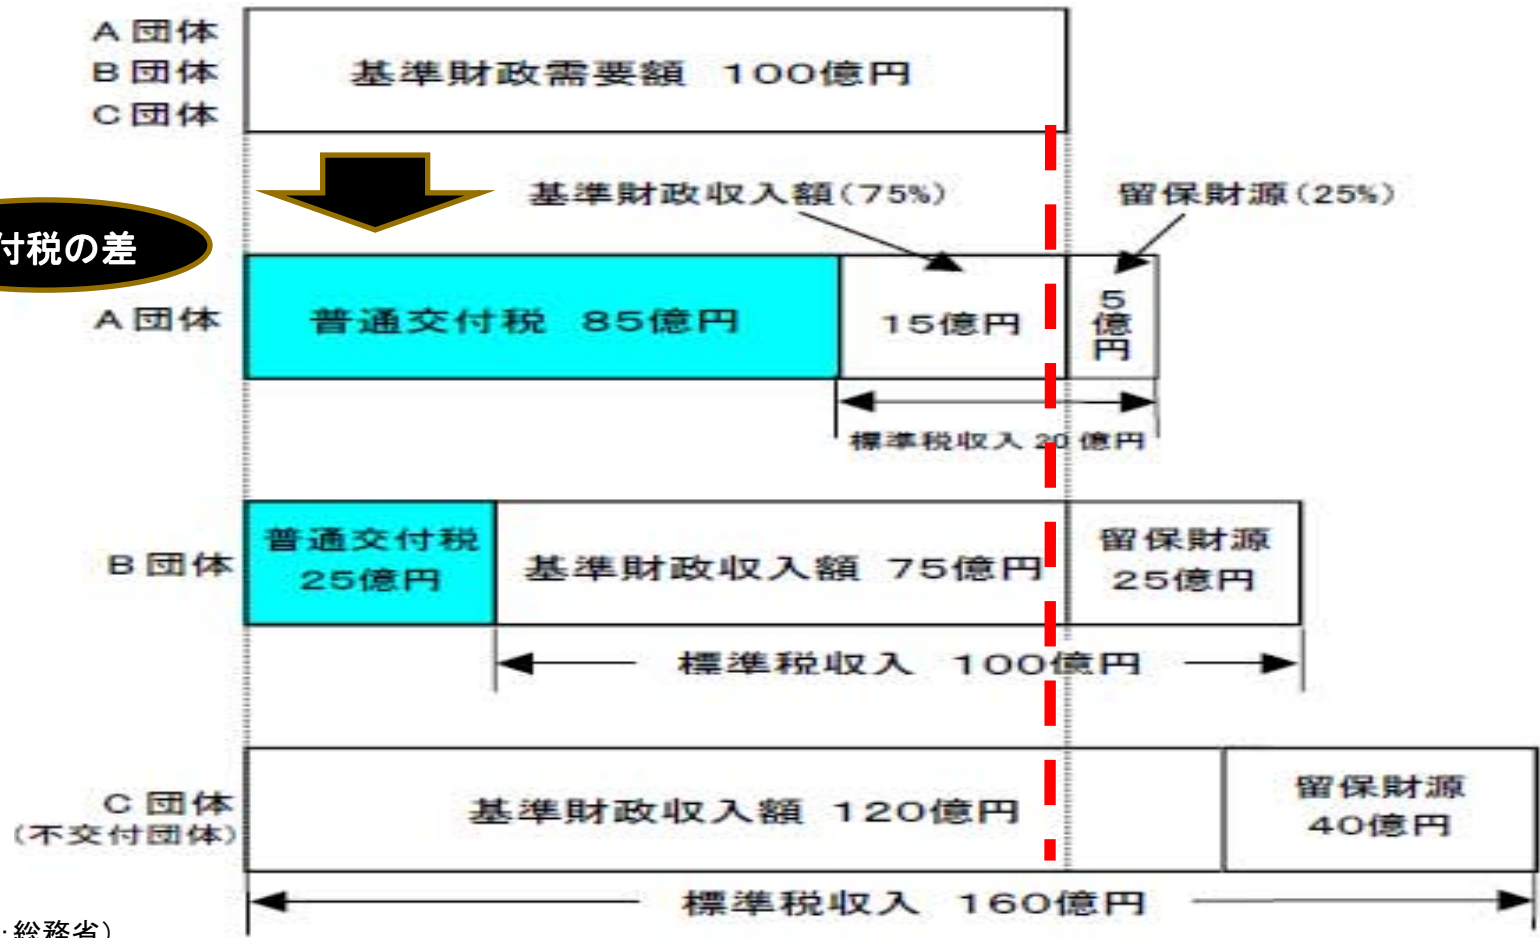 A団体
B団体
C団体
基準財政需要額 100億円
基準財政収入額(75%)
留保財源(25%)
付税の差
A団体
普通交付税 85億円
15億円
5億円
標準税収入 20億円
B団体
普通交付税
25億円
基準財政収入額 75億円
留保財源
25億円
標準税収入 100億円
C団体
(不交付団体)
基準財政収入額 120億円
留保財源
40億円
標準税収入 160億円
:総務省)